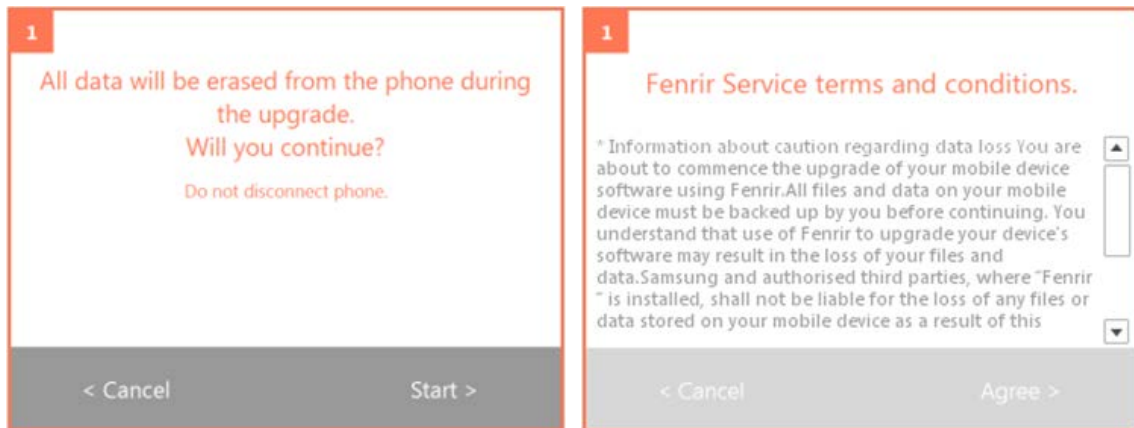 1
All data will be erased from the phone during
the upgrade.
Will you continue?
Do not disconnect phone.
< Cancel
Start >
1
Fenrir Service terms and conditions.
* Information about caution regarding data loss You are
about to commence the upgrade of your mobile device
software using Fenrir.All files and data on your mobile
device must be backed up by you before continuing. You
understand that use of Fenrir to upgrade your device's
software may result in the loss of your files and
data.Samsung and authorised third parties, where "Fenrir
" is installed, shall not be liable for the loss of any files or
data stored on your mobile device as a result of this
< Cancel
Agree >